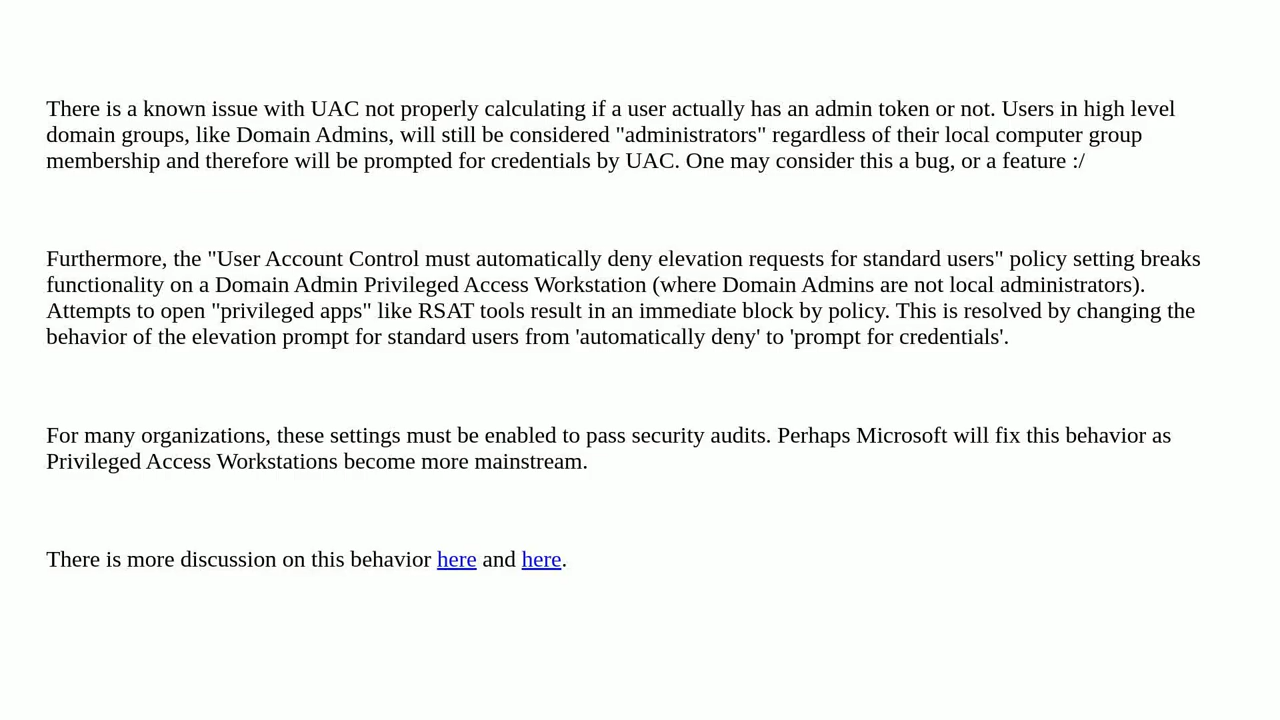 There is a known issue with UAC not properly calculating if a user actually has an admin token or not. Users in high level
domain groups, like Domain Admins, will still be considered "administrators" regardless of their local computer group
membership and therefore will be prompted for credentials by UAC. One may consider this a bug, or a feature :/
Furthermore, the "User Account Control must automatically deny elevation requests for standard users" policy setting breaks
functionality on a Domain Admin Privileged Access Workstation (where Domain Admins are not local administrators).
Attempts to open "privileged apps" like RSAT tools result in an immediate block by policy. This is resolved by changing the
behavior of the elevation prompt for standard users from 'automatically deny' to 'prompt for credentials'.
For many organizations, these settings must be enabled to pass security audits. Perhaps Microsoft will fix this behavior as
Privileged Access Workstations become more mainstream.
There is more discussion on this behavior here and here.